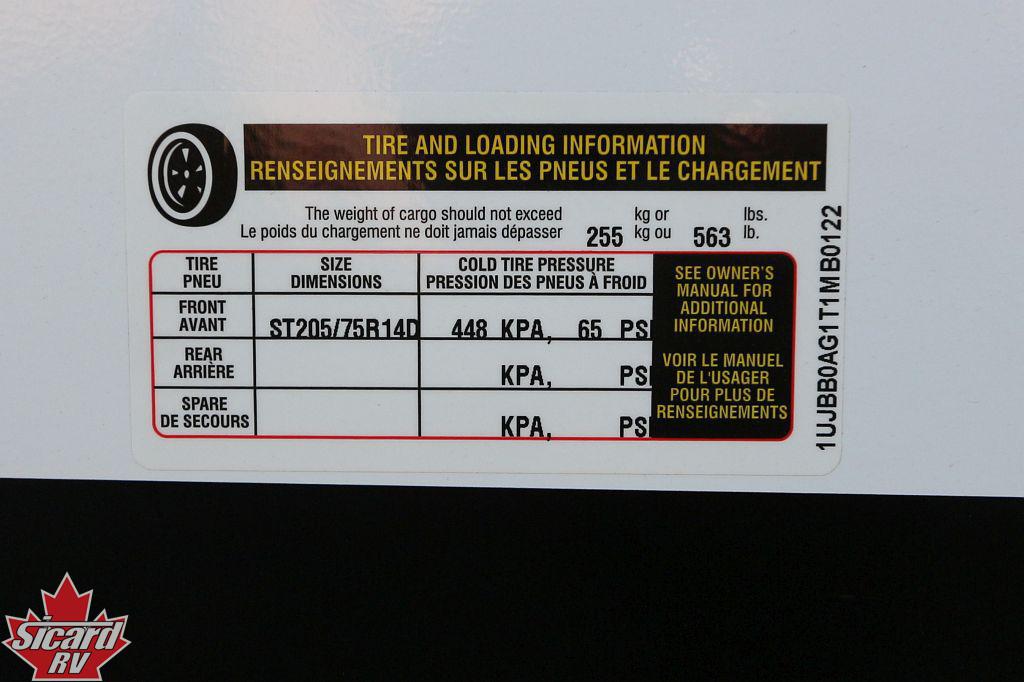 TIRE AND LOADING INFORMATION
RENSEIGNEMENTS SUR LES PNEUS ET LE CHARGEMENT
The weight of cargo should not exceed 255 kg or 563 lbs.
Le poids du chargement ne doit jamais dépasser kg ou lb.
TIRE SIZE COLD TIRE PRESSURE
PNEU DIMENSIONS PRESSION DES PNEUS À FROID
FRONT
AVANT ST205/75R14D 448 KPA, 65 PSI
REAR
ARRIÈRE KPA, PSI
SPARE
DE SECOURS KPA, PSI
SEE OWNER'S
MANUAL FOR
ADDITIONAL
INFORMATION
VOIR LE MANUEL
DE L'USAGER
POUR PLUS DE
RENSEIGNEMENTS
1UJBB0AG1T1MB0122
Sicard
RV